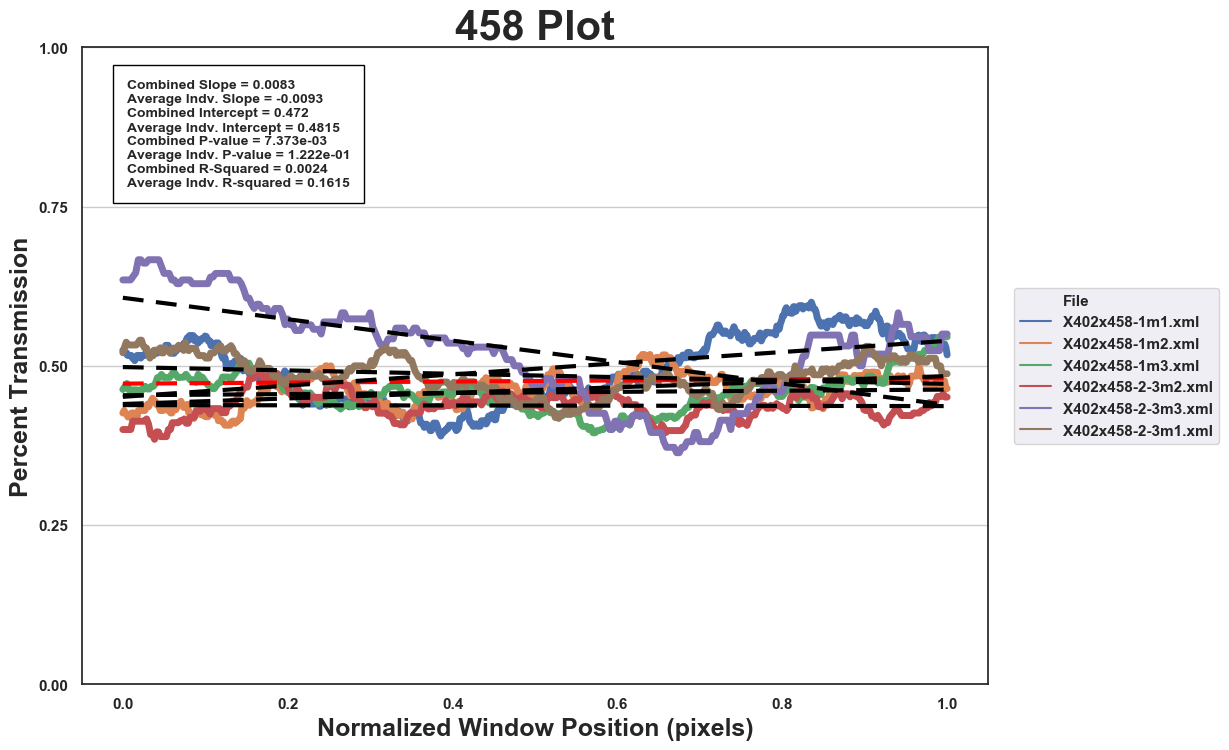 458 Plot
1.00
Combined Slope = 0.0083
Average Indv. Slope = -0.0093
Combined Intercept = 0.472
Average Indv. Intercept = 0.4815
Combined P-value = 7.373e-03
Average Indv. P-value = 1.222e-01
Combined R-Squared = 0.0024
Average Indv. R-squared = 0.1615
0.75
Percent Transmission
0.50
0.25
0.00
0.0 0.2 0.4 0.6 0.8 1.0
Normalized Window Position (pixels)
File
X402x458-1m1.xml
X402x458-1m2.xml
X402x458-1m3.xml
X402x458-2-3m2.xml
X402x458-2-3m3.xml
X402x458-2-3m1.xml